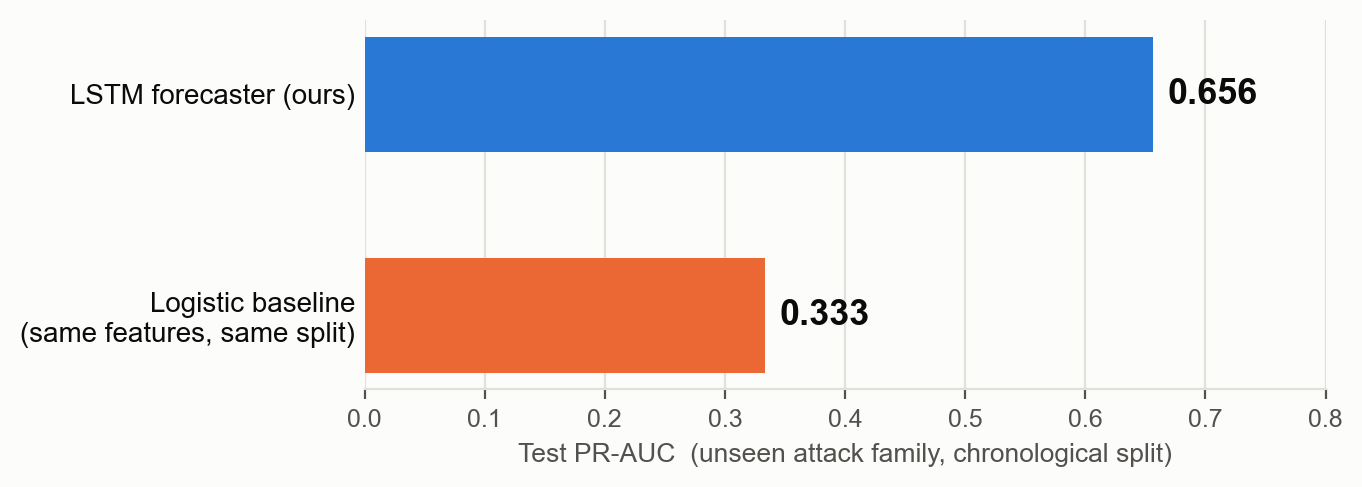 LSTM forecaster (ours)
0.656
Logistic baseline
(same features, same split)
0.333
0.0 0.1 0.2 0.3 0.4 0.5 0.6 0.7 0.8
Test PR-AUC  (unseen attack family, chronological split)